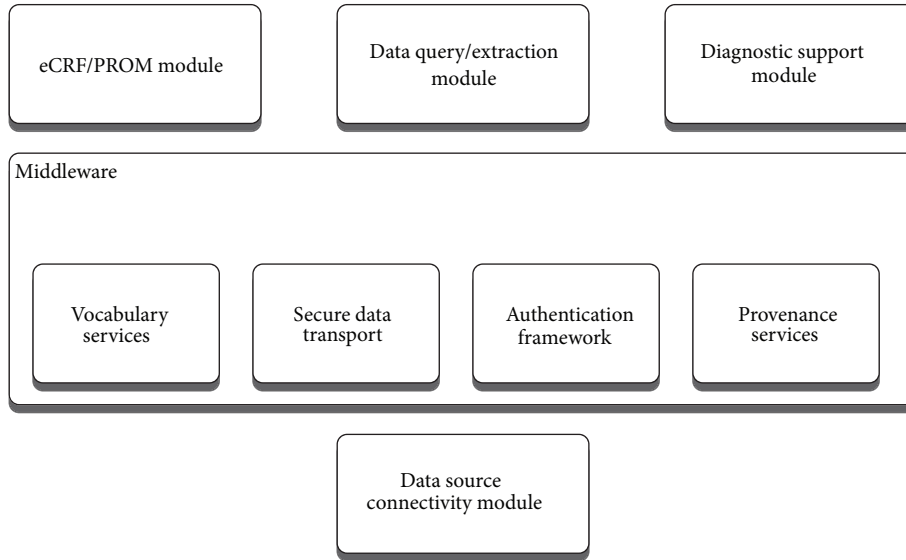 eCRF/PROM module
Data query/extraction
module
Diagnostic support
module
Middleware
Vocabulary
services
Secure data
transport
Authentication
framework
Provenance
services
Data source
connectivity module